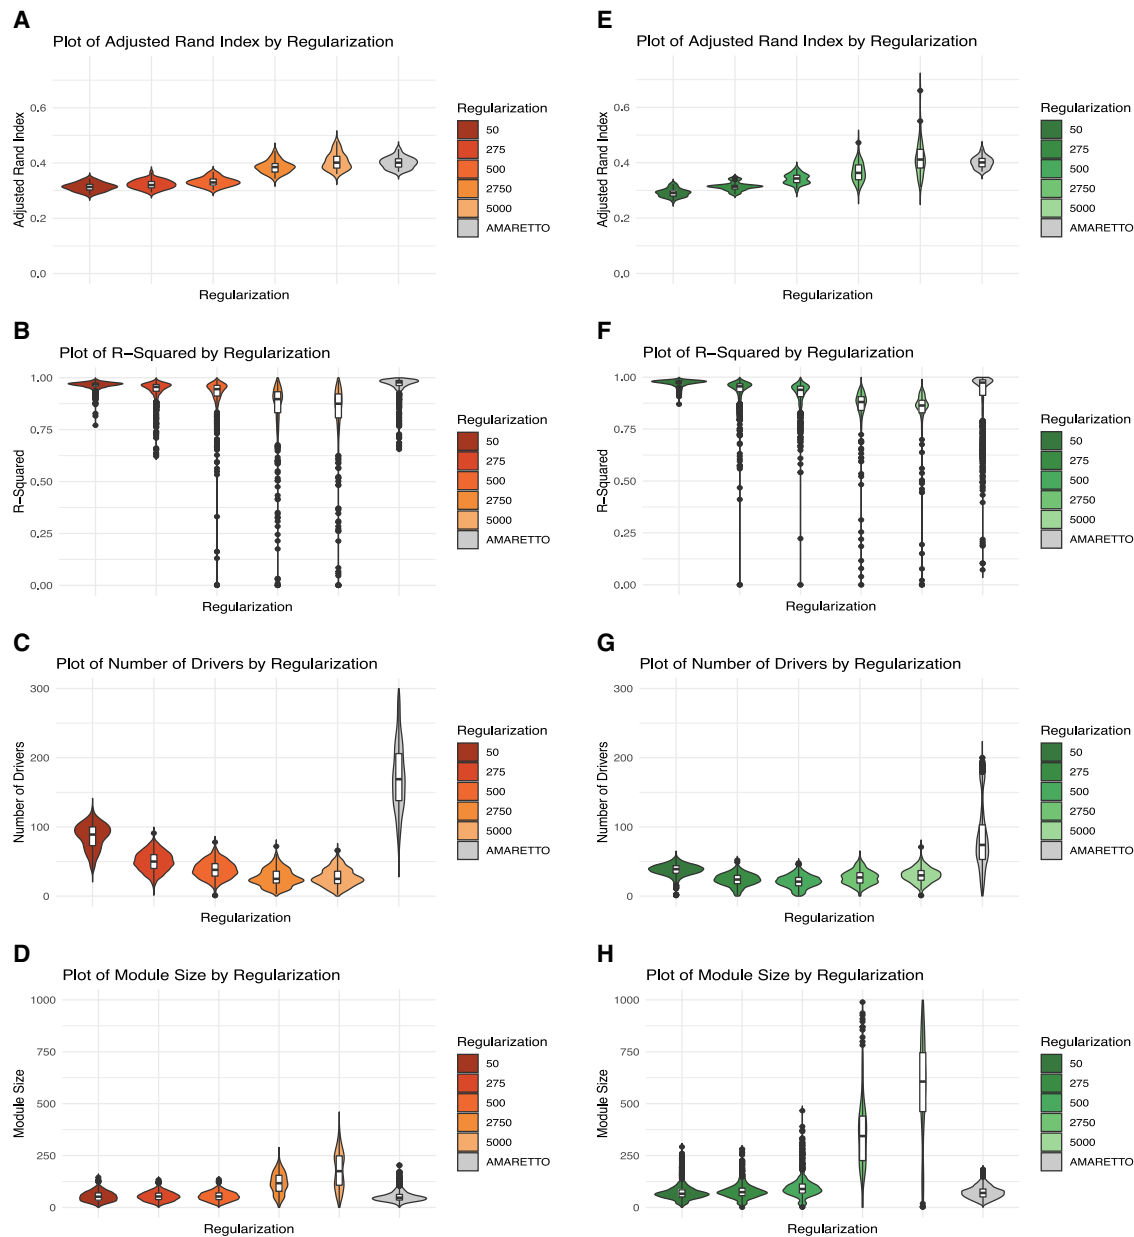 A
Plot of Adjusted Rand Index by Regularization
Adjusted Rand Index
0.6
0.4
0.2
0.0
Regularization
Regularization
50
275
500
2750
5000
AMARETTO
E
Plot of Adjusted Rand Index by Regularization
Adjusted Rand Index
0.6
0.4
0.2
0.0
Regularization
Regularization
50
275
500
2750
5000
AMARETTO
B
Plot of R−Squared by Regularization
R−Squared
1.00
0.75
0.50
0.25
0.00
Regularization
Regularization
50
275
500
2750
5000
AMARETTO
F
Plot of R−Squared by Regularization
R−Squared
1.00
0.75
0.50
0.25
0.00
Regularization
Regularization
50
275
500
2750
5000
AMARETTO
C
Plot of Number of Drivers by Regularization
Number of Drivers
300
200
100
0
Regularization
Regularization
50
275
500
2750
5000
AMARETTO
G
Plot of Number of Drivers by Regularization
Number of Drivers
300
200
100
0
Regularization
Regularization
50
275
500
2750
5000
AMARETTO
D
Plot of Module Size by Regularization
Module Size
1000
750
500
250
0
Regularization
Regularization
50
275
500
2750
5000
AMARETTO
H
Plot of Module Size by Regularization
Module Size
1000
750
500
250
0
Regularization
Regularization
50
275
500
2750
5000
AMARETTO